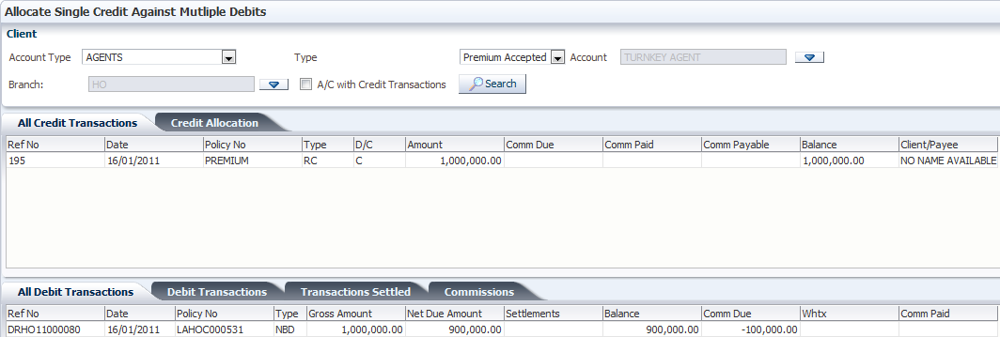 Allocate Single Credit Against Mutliple Debits
Client
Account Type AGENTS Type Premium Accepted Account TURNKEY AGENT
Branch: HO A/C with Credit Transactions Search
All Credit Transactions Credit Allocation
Ref No Date Policy No Type D/C Amount Comm Due Comm Paid Comm Payable Balance Client/Payee
195 16/01/2011 PREMIUM RC C 1,000,000.00 1,000,000.00 NO NAME AVAILABLE
All Debit Transactions Debit Transactions Transactions Settled Commissions
Ref No Date Policy No Type Gross Amount Net Due Amount Settlements Balance Comm Due Whtx Comm Paid
DRHO11000080 16/01/2011 LAHOC000531 NBD 1,000,000.00 900,000.00 900,000.00 -100,000.00